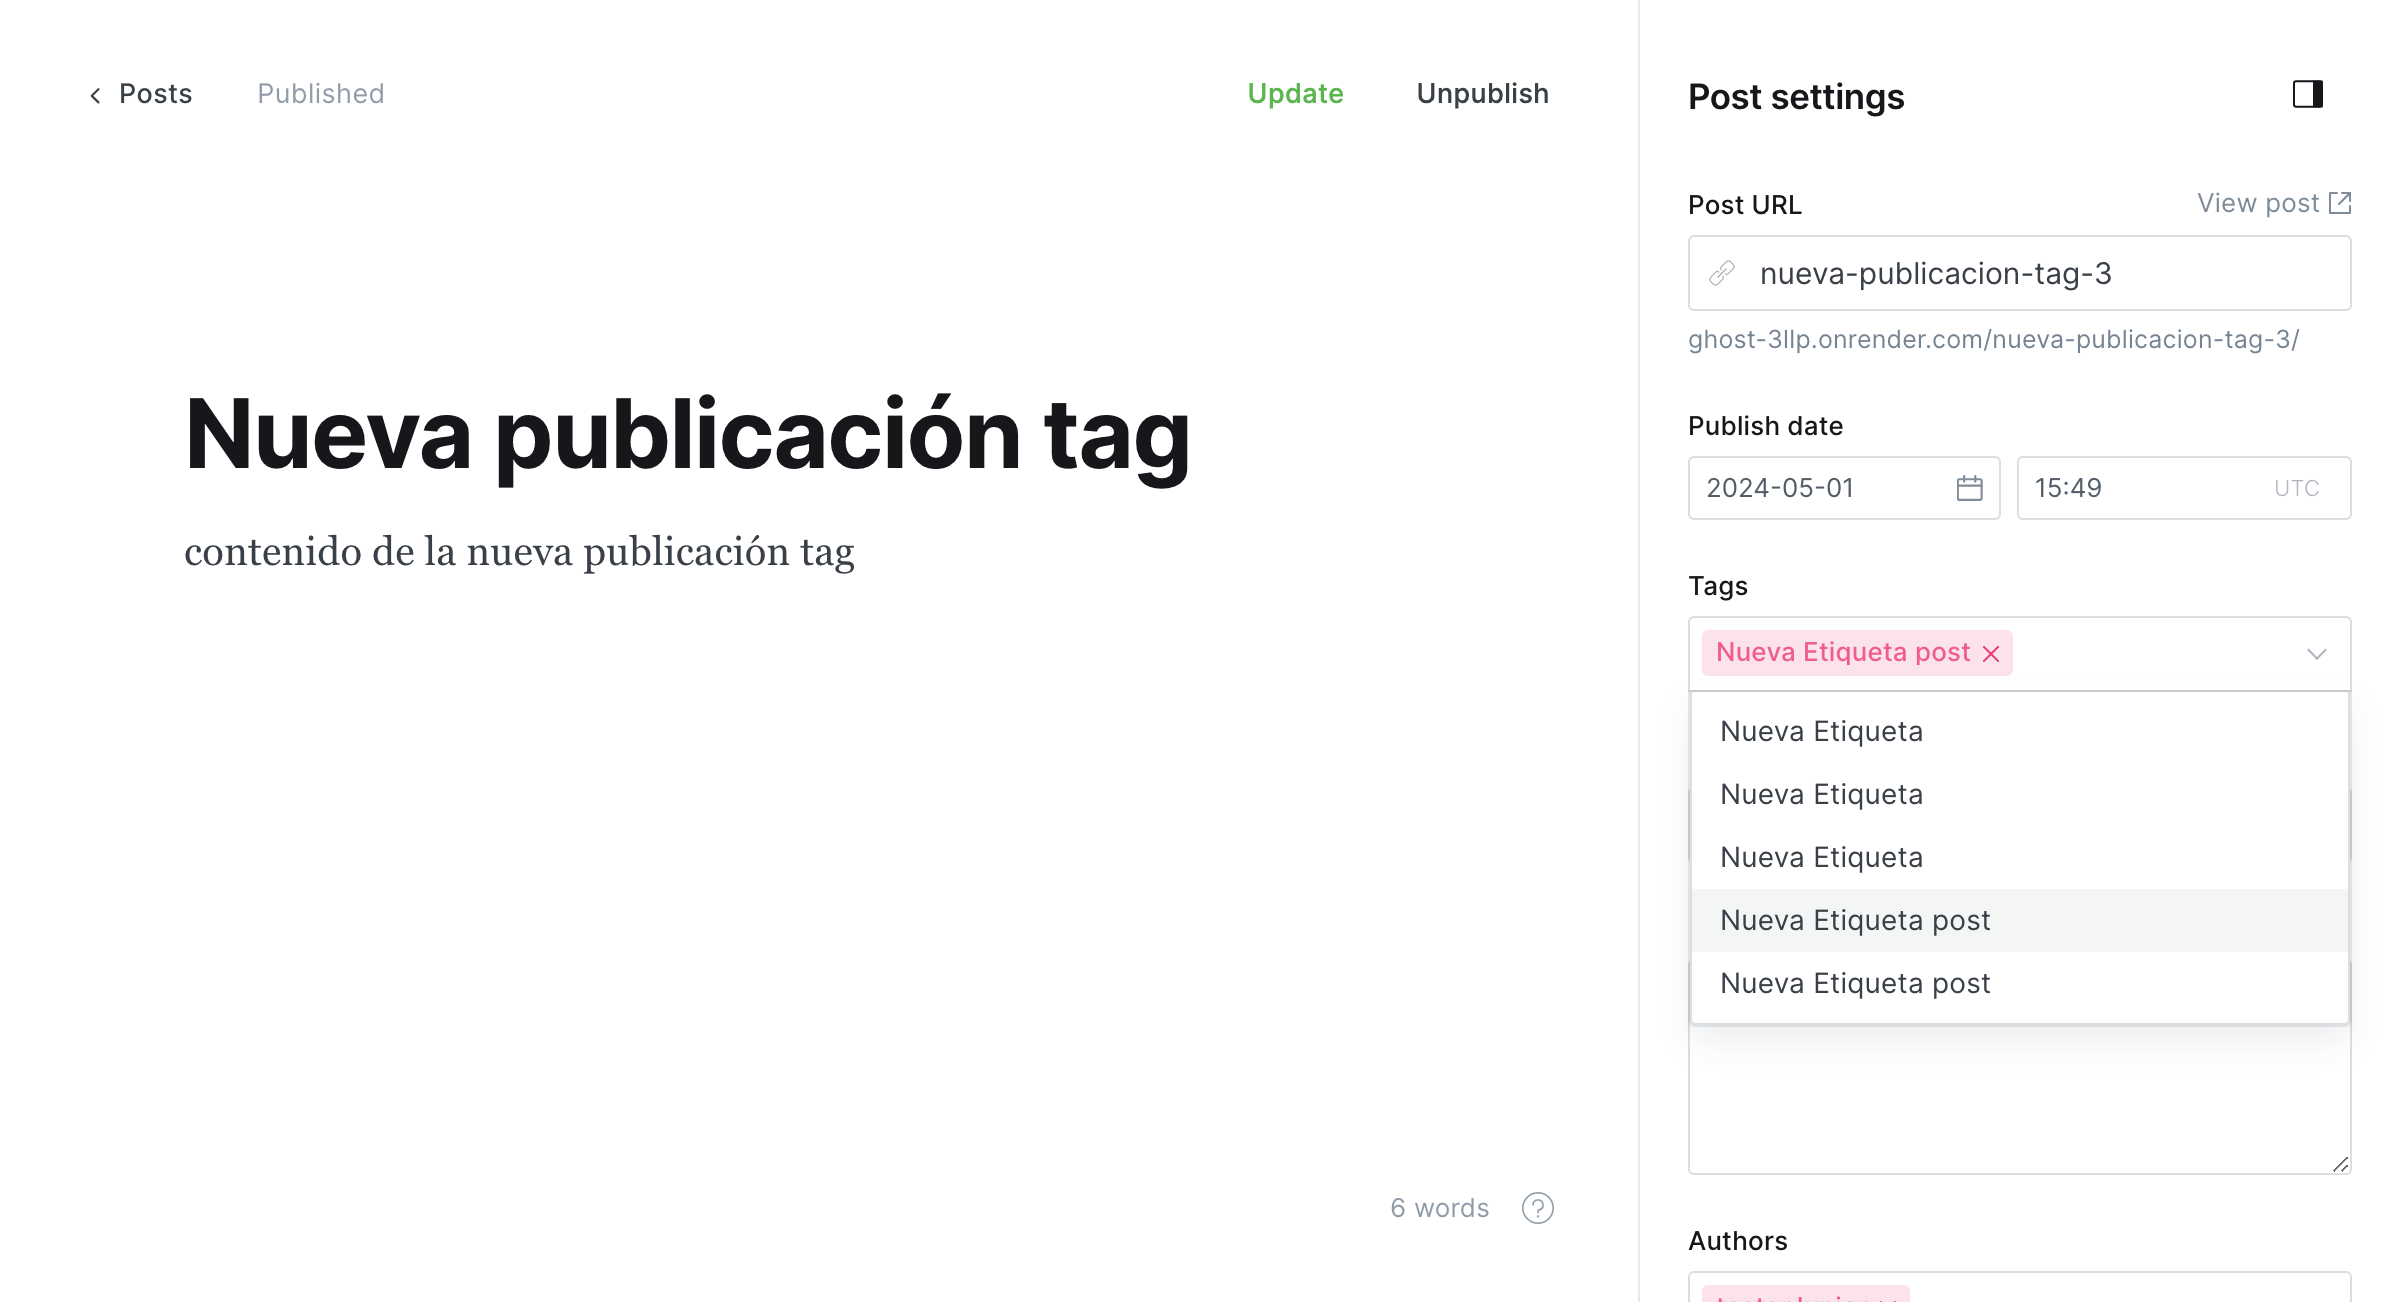 Posts
Published
Update
Unpublish
Nueva publicación tag
contenido de la nueva publicación tag
6 words
?
Post settings
Post URL
View post
nueva-publicacion-tag-3
ghost-3llp.onrender.com/nueva-publicacion-tag-3/
Publish date
2024-05-01
15:49
UTC
Tags
Nueva Etiqueta post
Nueva Etiqueta
Nueva Etiqueta
Nueva Etiqueta
Nueva Etiqueta post
Nueva Etiqueta post
Authors